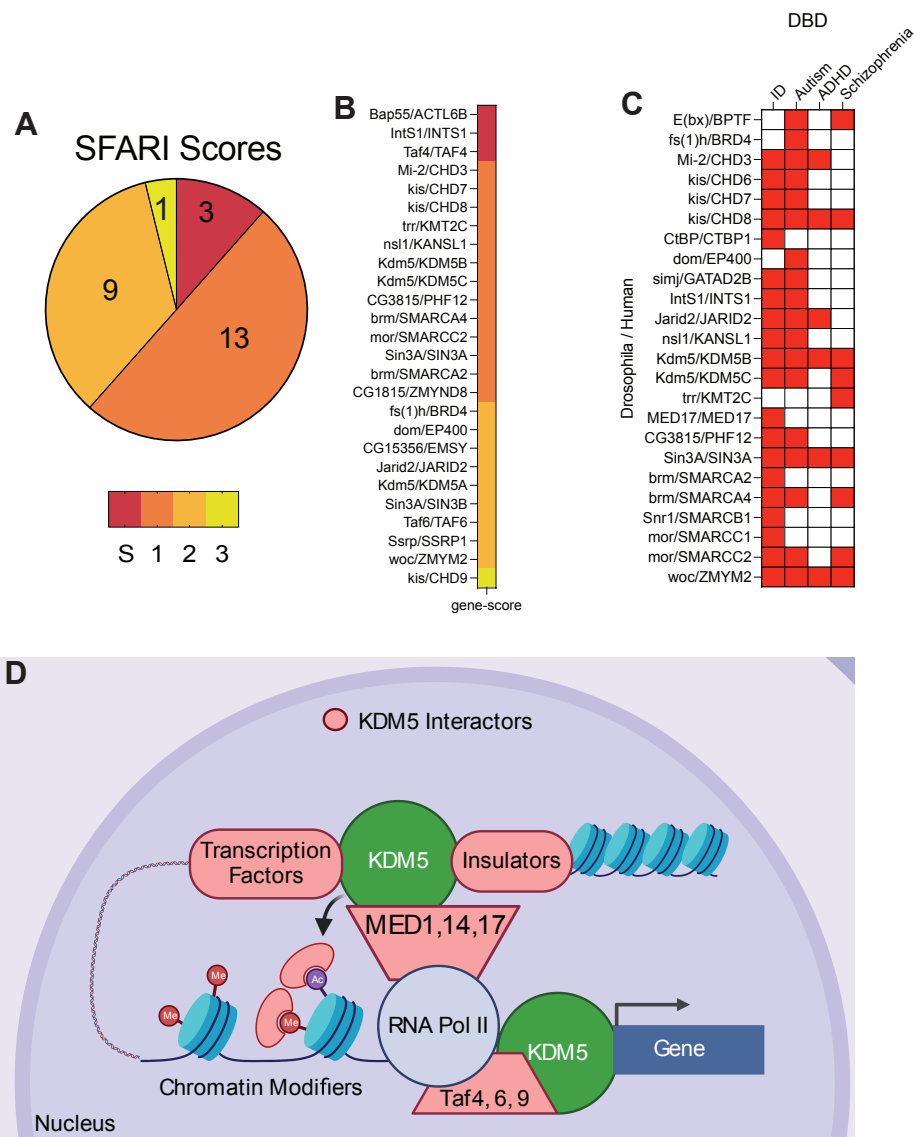 A
SFARI Scores
1
3
9
13
S 1 2 3
B
Bap55/ACTL6B
IntS1/INTS1
Taf4/TAF4
Mi-2/CHD3
kis/CHD7
kis/CHD8
trr/KMT2C
nsl1/KANSL1
Kdm5/KDM5B
Kdm5/KDM5C
CG3815/PHF12
brm/SMARCA4
mor/SMARCC2
Sin3A/SIN3A
brm/SMARCA2
CG1815/ZMYND8
fs(1)h/BRD4
dom/EP400
CG15356/EMSY
Jarid2/JARID2
Kdm5/KDM5A
Sin3A/SIN3B
Taf6/TAF6
Ssrp/SSRP1
woc/ZMYM2
kis/CHD9
gene-score
C
DBD
ID
Autism
ADHD
Schizophrenia
Drosophila / Human
E(bx)/BPTF
fs(1)h/BRD4
Mi-2/CHD3
kis/CHD6
kis/CHD7
kis/CHD8
CtBP/CTBP1
dom/EP400
simj/GATAD2B
IntS1/INTS1
Jarid2/JARID2
nsl1/KANSL1
Kdm5/KDM5B
Kdm5/KDM5C
trr/KMT2C
MED17/MED17
CG3815/PHF12
Sin3A/SIN3A
brm/SMARCA2
brm/SMARCA4
Snr1/SMARCB1
mor/SMARCC1
mor/SMARCC2
woc/ZMYM2
D
KDM5 Interactors
Transcription
Factors
KDM5
Insulators
MED1,14,17
Me
Me
Ac
Me
RNA Pol II
KDM5
Gene
Taf4, 6, 9
Chromatin Modifiers
Nucleus